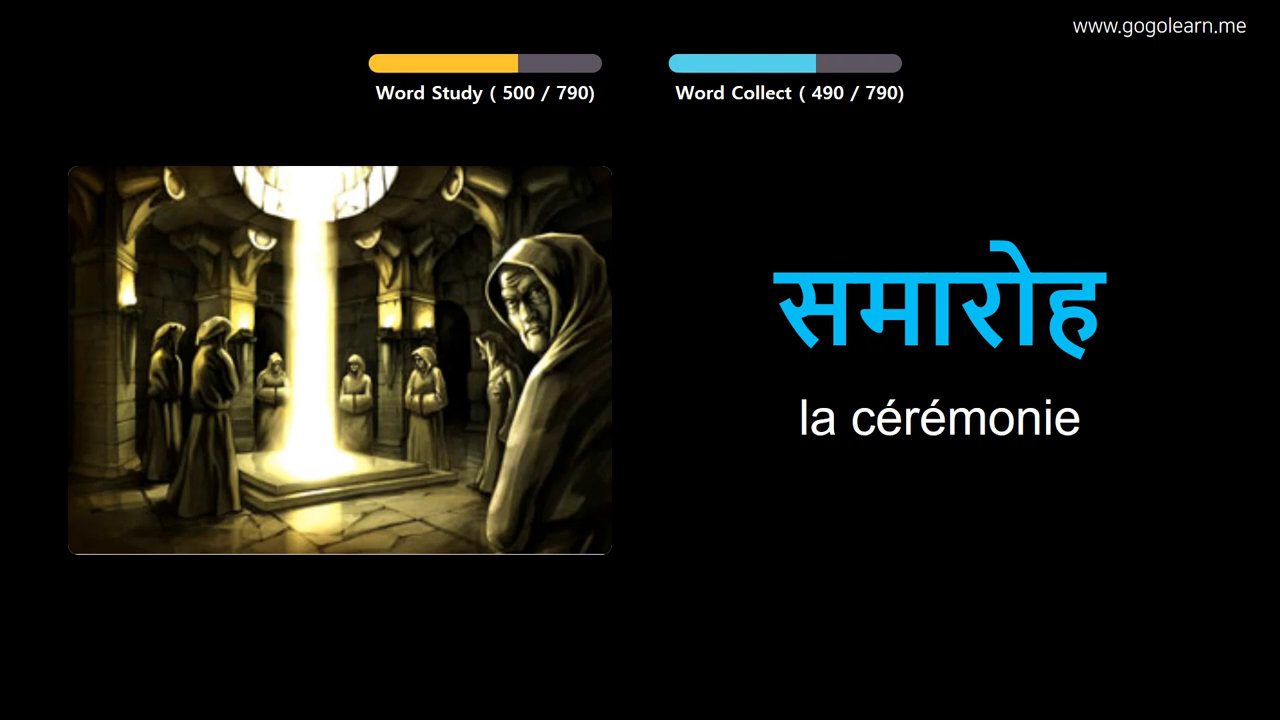 www.gogolearn.me
Word Study ( 500 / 790)
Word Collect ( 490 / 790)
समारोह
la cérémonie